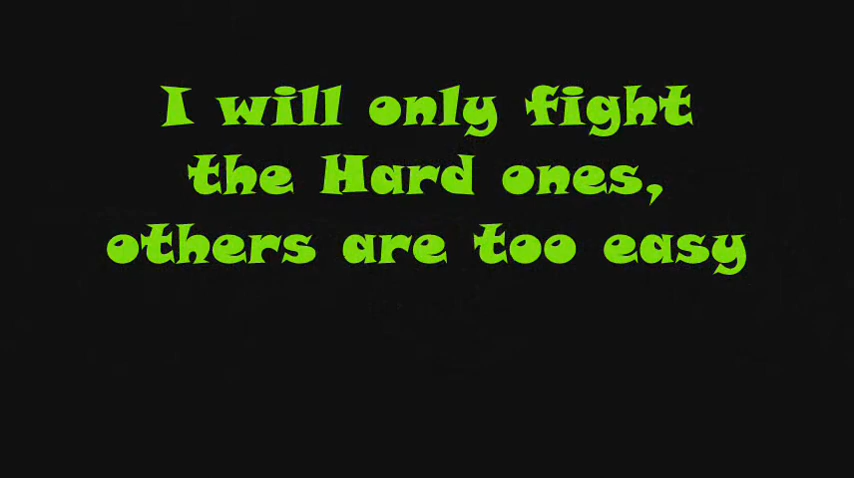 I will only fight
the Hard ones,
others are too easy